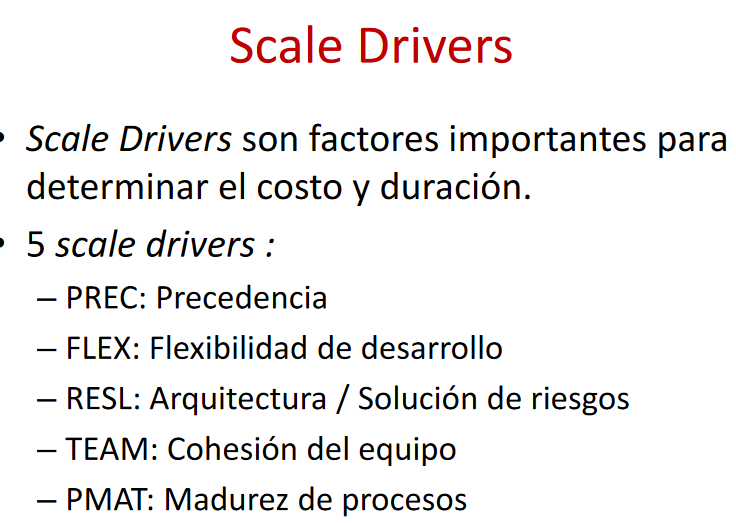 Scale Drivers
• Scale Drivers son factores importantes para
determinar el costo y duración.
• 5 scale drivers :
– PREC: Precedencia
– FLEX: Flexibilidad de desarrollo
– RESL: Arquitectura / Solución de riesgos
– TEAM: Cohesión del equipo
– PMAT: Madurez de procesos